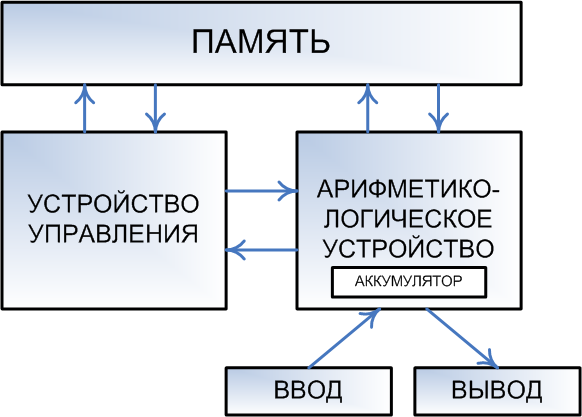 ПАМЯТЬ
УСТРОЙСТВО
УПРАВЛЕНИЯ
АРИФМЕТИКО-
ЛОГИЧЕСКОЕ
УСТРОЙСТВО
АККУМУЛЯТОР
ВВОД
ВЫВОД